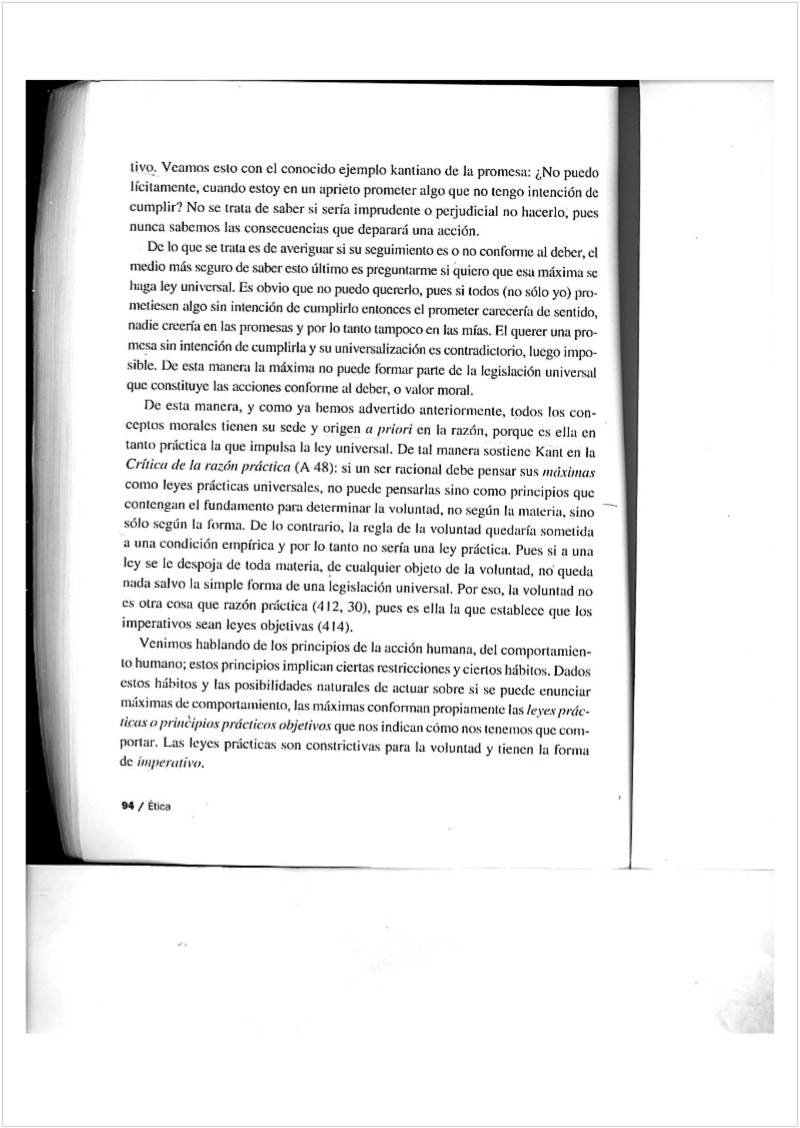 tivo. Veamos esto con el conocido ejemplo kantiano de la promesa: ¿No puedo
lícitamente, cuando estoy en un aprieto prometer algo que no tengo intención de
cumplir? No se trata de saber si sería imprudente o perjudicial no hacerlo, pues
nunca sabemos las consecuencias que deparará una acción.
De lo que se trata es de averiguar si su seguimiento es o no conforme al deber, el
medio más seguro de saber esto último es preguntarme si quiero que esa máxima se
haga ley universal. Es obvio que no puedo quererlo, pues si todos (no sólo yo) pro-
metiesen algo sin intención de cumplirlo entonces el prometer carecería de sentido,
nadie creería en las promesas y por lo tanto tampoco en las mías. El querer una pro-
mesa sin intención de cumplirla y su universalización es contradictorio, luego impo-
sible. De esta manera la máxima no puede formar parte de la legislación universal
que constituye las acciones conforme al deber, o valor moral.
De esta manera, y como ya hemos advertido anteriormente, todos los con-
ceptos morales tienen su sede y origen a priori en la razón, porque es ella en
tanto práctica la que impulsa la ley universal. De tal manera sostiene Kant en la
Crítica de la razón práctica (A 48): si un ser racional debe pensar sus máximas
como leyes prácticas universales, no puede pensarlas sino como principios que
contengan el fundamento para determinar la voluntad, no según la materia, sino
sólo según la forma. De lo contrario, la regla de la voluntad quedaría sometida
a una condición empírica y por lo tanto no sería una ley práctica. Pues si a una
ley se le despoja de toda materia, de cualquier objeto de la voluntad, no queda
nada salvo la simple forma de una legislación universal. Por eso, la voluntad no
es otra cosa que razón práctica (412, 30), pues es ella la que establece que los
imperativos sean leyes objetivas (414).
Venimos hablando de los principios de la acción humana, del comportamien-
to humano; estos principios implican ciertas restricciones y ciertos hábitos. Dados
estos hábitos y las posibilidades naturales de actuar sobre si se puede enunciar
máximas de comportamiento, las máximas conforman propiamente las leyes prác-
ticas o principios prácticos objetivos que nos indican cómo nos tenemos que com-
portar. Las leyes prácticas son constrictivas para la voluntad y tienen la forma
de imperativo.
94 / Ética